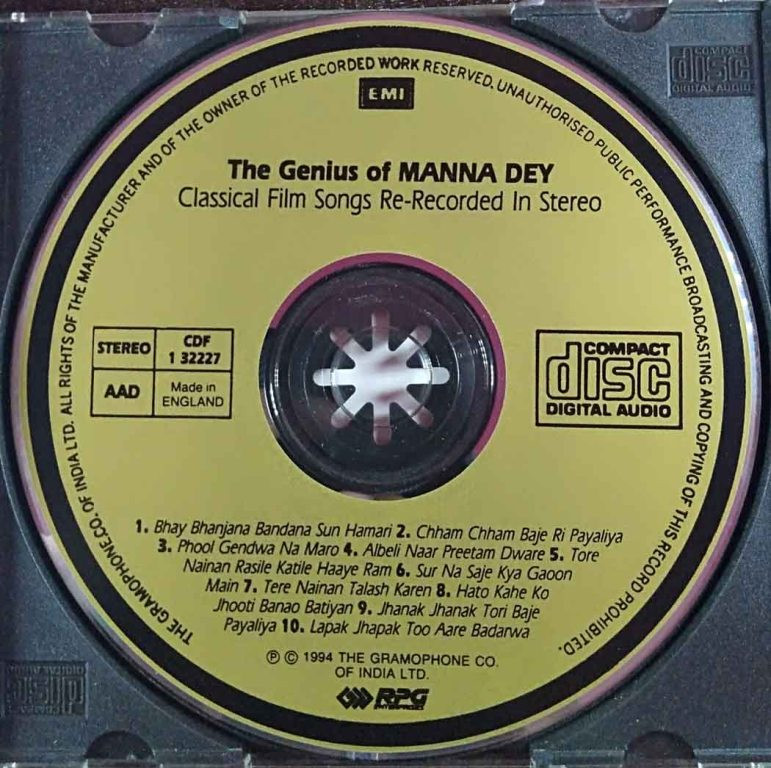 COMPACT
disc
DIGITAL AUDIO
THE GRAMOPHONE CO. OF INDIA LTD. ALL RIGHTS OF THE MANUFACTURER AND OF THE OWNER OF THE RECORDED WORK RESERVED. UNAUTHORISED PUBLIC PERFORMANCE BROADCASTING AND COPYING OF THIS RECORD PROHIBITED.
EMI
The Genius of MANNA DEY
Classical Film Songs Re-Recorded In Stereo
STEREO
CDF
1 32227
AAD
Made in
ENGLAND
COMPACT
disc
DIGITAL AUDIO
1. Bhay Bhanjana Bandana Sun Hamari 2. Chham Chham Baje Ri Payaliya
3. Phool Gendwa Na Maro 4. Albeli Naar Preetam Dware 5. Tore
Nainan Rasile Katile Haaye Ram 6. Sur Na Saje Kya Gaoon
Main 7. Tere Nainan Talash Karen 8. Hato Kahe Ko
Jhooti Banao Batiyan 9. Jhanak Jhanak Tori Baje
Payaliya 10. Lapak Jhapak Too Aare Badarwa
℗ © 1994 THE GRAMOPHONE CO.
OF INDIA LTD.
RPG
ENTERPRISES
COMPACT
disc
DIGITAL AUDIO